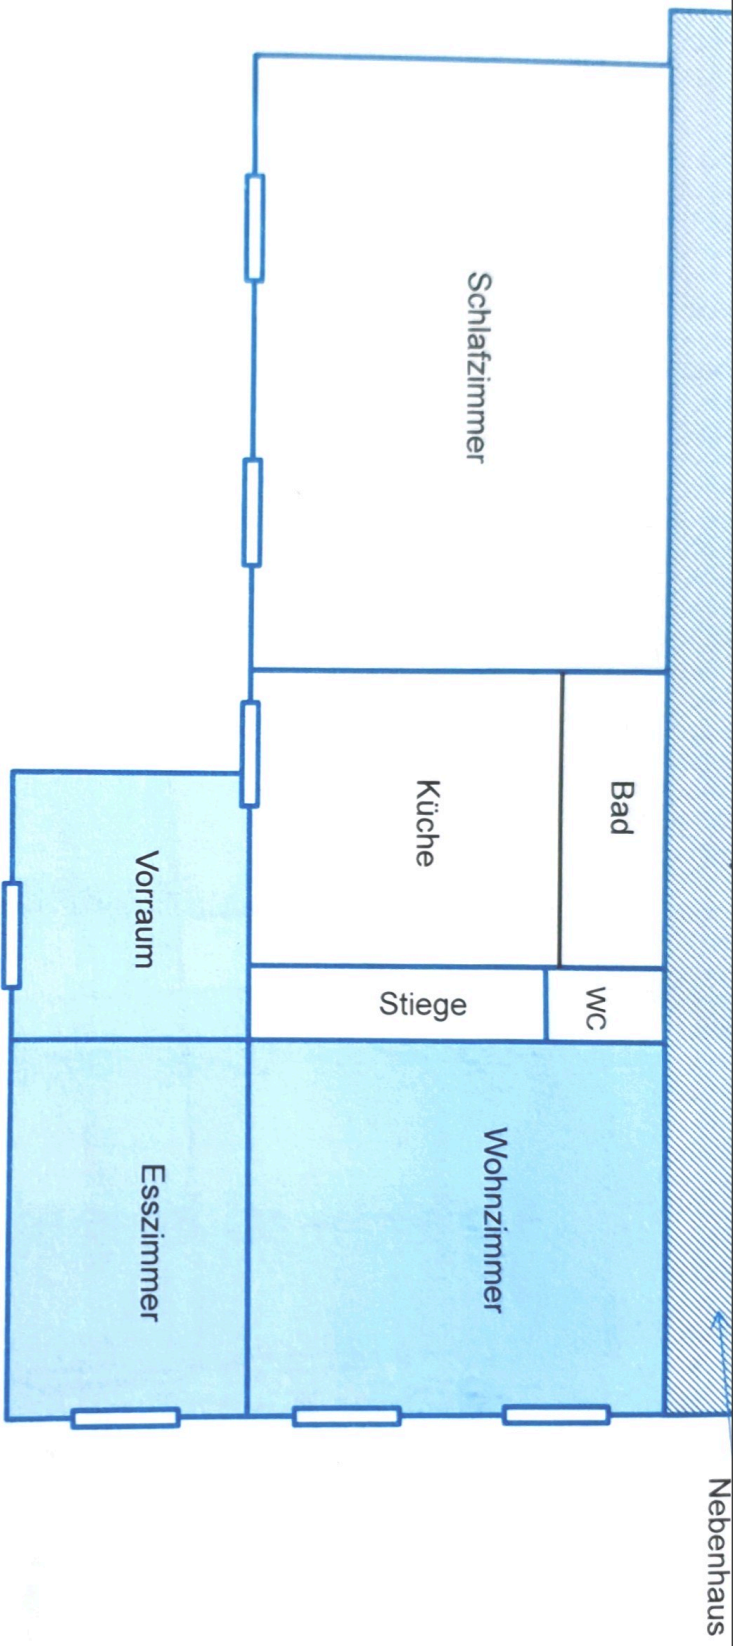 Nebenhaus
Schlafzimmer
Bad
Küche
WC
Stiege
Wohnzimmer
Vorraum
Esszimmer